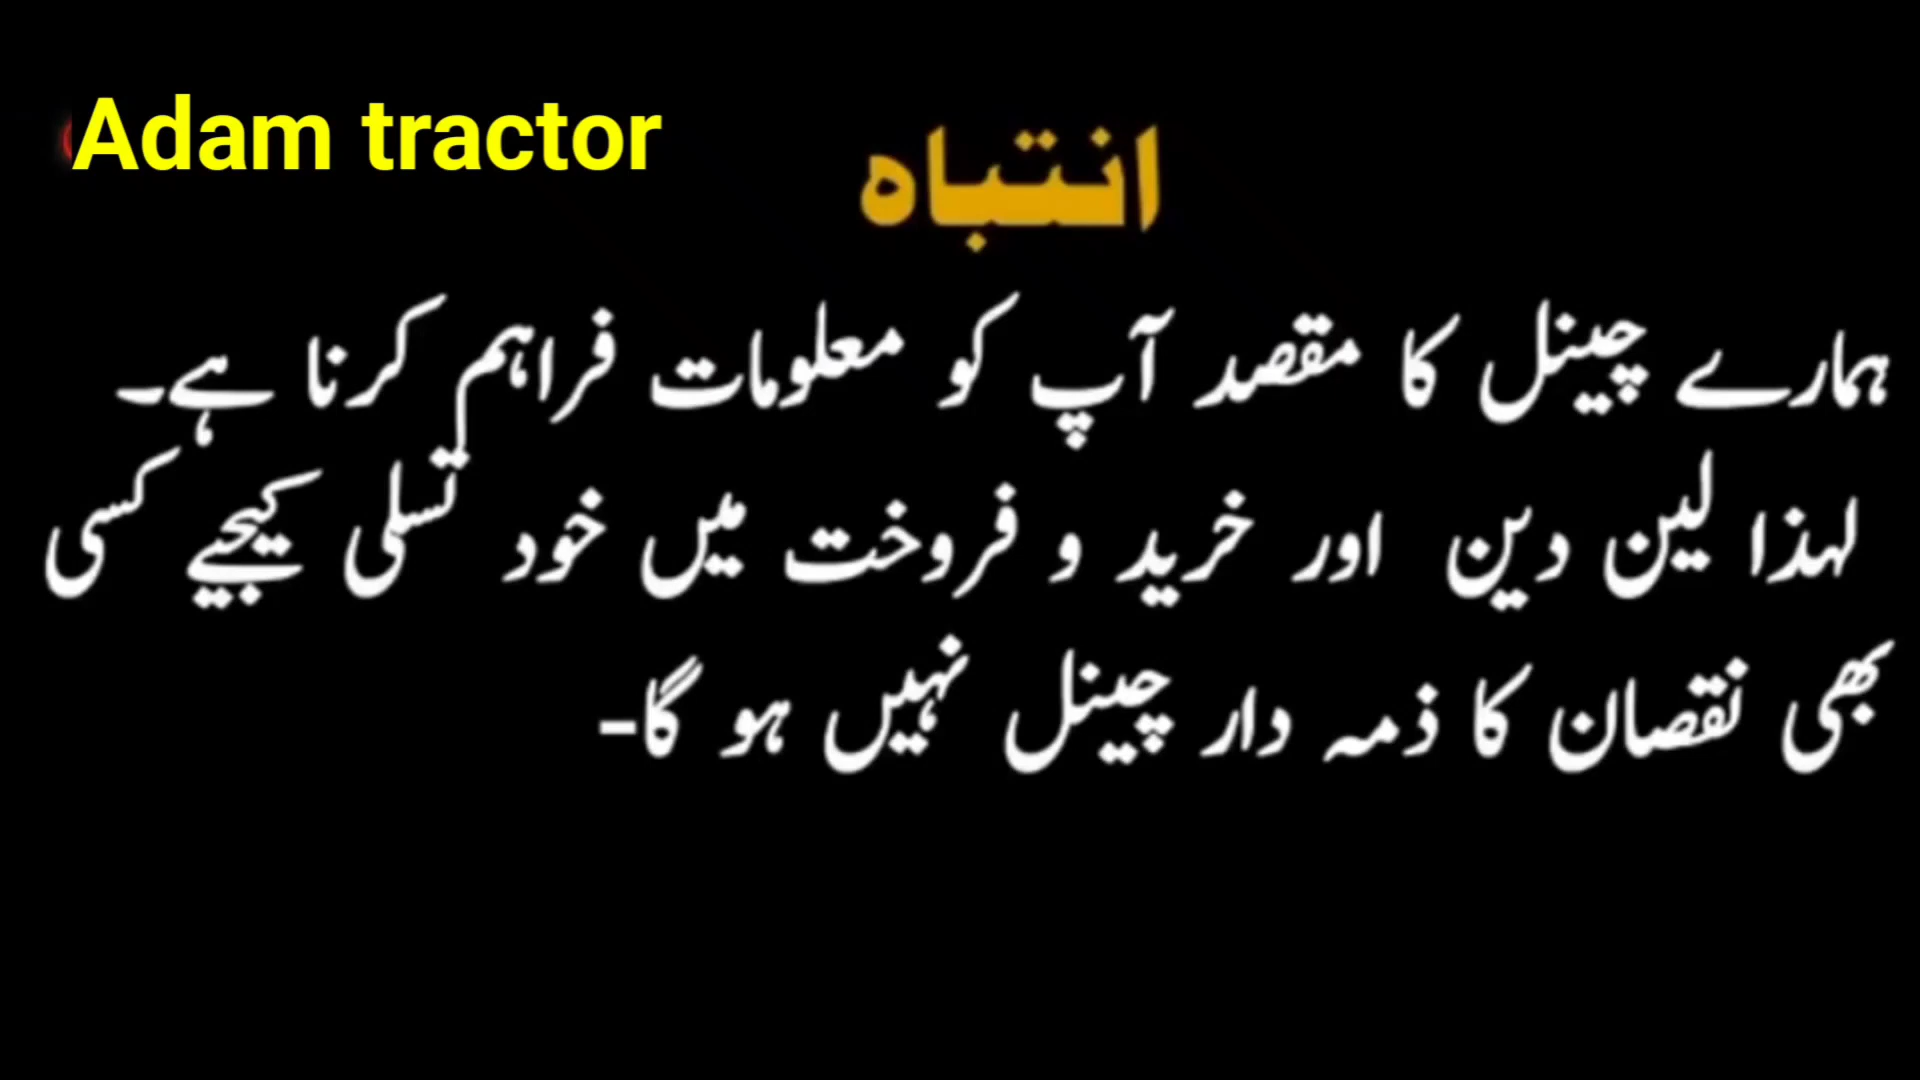 Adam tractor
انتباہ
ہمارے چینل کا مقصد آپ کو معلومات فراہم کرنا ہے۔
لہذا لین دین اور خرید و فروخت میں خود تسلی کیجیے کسی
بھی نقصان کا ذمہ دار چینل نہیں ہو گا-